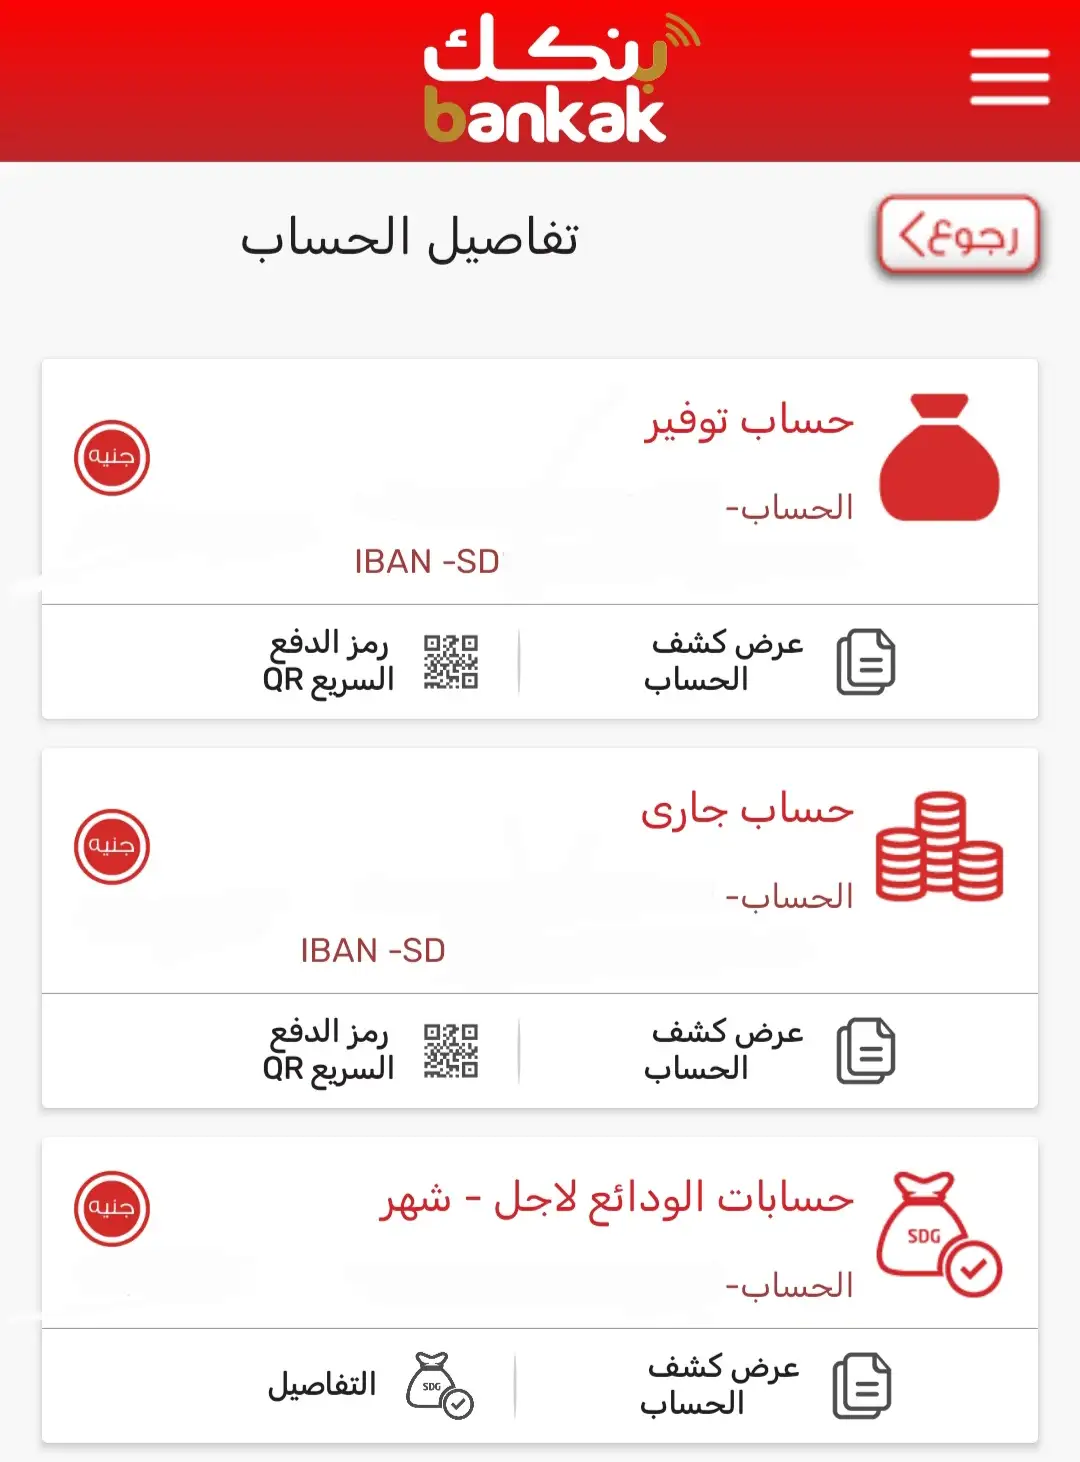 بنكك
bankak
رجوع
تفاصيل الحساب
حساب توفير
جنيه
الحساب-
IBAN -SD
عرض كشف
الحساب
رمز الدفع
السريع QR
حساب جارى
جنيه
الحساب-
IBAN -SD
عرض كشف
الحساب
رمز الدفع
السريع QR
حسابات الودائع لاجل - شهر
جنيه
SDG
الحساب-
عرض كشف
الحساب
SDG
التفاصيل